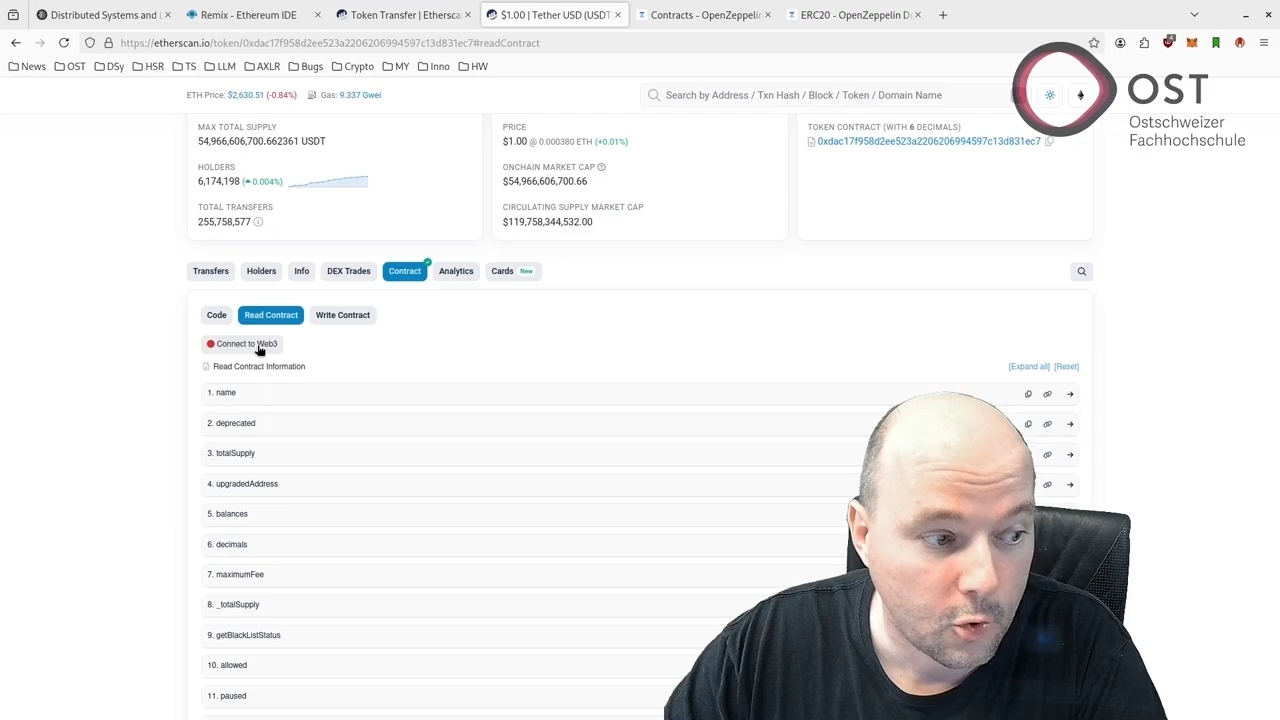 Distributed Systems and L
Remix - Ethereum IDE
Token Transfer | Ethersca
$1.00 | Tether USD (USDT
Contracts - OpenZeppelin
ERC20 - OpenZeppelin D
https://etherscan.io/token/0xdac17f958d2ee523a2206206994597c13d831ec7#readContract
News OST DSy HSR TS LLM AXLR Bugs Crypto MY Inno HW
ETH Price: $2,630.51 (-0.84%) Gas: 9.337 Gwei
Search by Address / Txn Hash / Block / Token / Domain Name
OST
Ostschweizer
Fachhochschule
MAX TOTAL SUPPLY
54,966,606,700.662361 USDT
HOLDERS
6,174,198 (0.004%)
TOTAL TRANSFERS
255,758,577
PRICE
$1.00 @ 0.000380 ETH (+0.01%)
ONCHAIN MARKET CAP
$54,966,606,700.66
CIRCULATING SUPPLY MARKET CAP
$119,758,344,532.00
TOKEN CONTRACT (WITH 6 DECIMALS)
0xdac17f958d2ee523a2206206994597c13d831ec7
Transfers Holders Info DEX Trades Contract Analytics Cards New
Code Read Contract Write Contract
Connect to Web3
Read Contract Information
[Expand all] [Reset]
1. name
2. deprecated
3. totalSupply
4. upgradedAddress
5. balances
6. decimals
7. maximumFee
8. _totalSupply
9. getBlackListStatus
10. allowed
11. paused